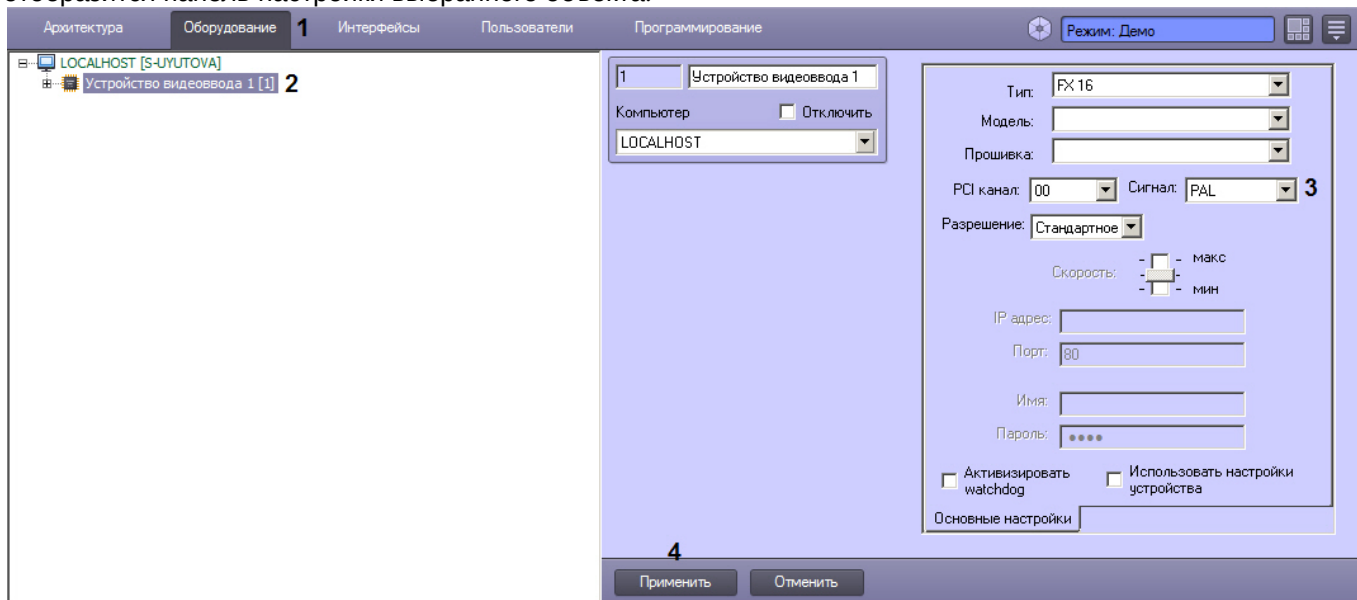 отобразится панель настройки выбранного объекта.
Архитектура Оборудование 1 Интерфейсы Пользователи Программирование Режим: Демо
LOCALHOST [S-UYUTOVA]
Устройство видеоввода 1 [1] 2
1 Устройство видеоввода 1
Компьютер Отключить
LOCALHOST
Тип: FX 16
Модель:
Прошивка:
PCI канал: 00 Сигнал: PAL 3
Разрешение: Стандартное
Скорость: - - макс
- -
- - мин
IP адрес:
Порт: 80
Имя:
Пароль: ●●●●
Активизировать watchdog
Использовать настройки устройства
Основные настройки
4
Применить Отменить